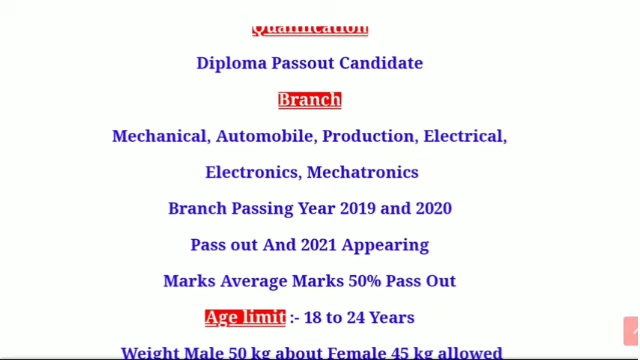 Qualification
Diploma Passout Candidate
Branch
Mechanical, Automobile, Production, Electrical,
Electronics, Mechatronics
Branch Passing Year 2019 and 2020
Pass out And 2021 Appearing
Marks Average Marks 50% Pass Out
Age limit :- 18 to 24 Years
Weight Male 50 kg about Female 45 kg allowed